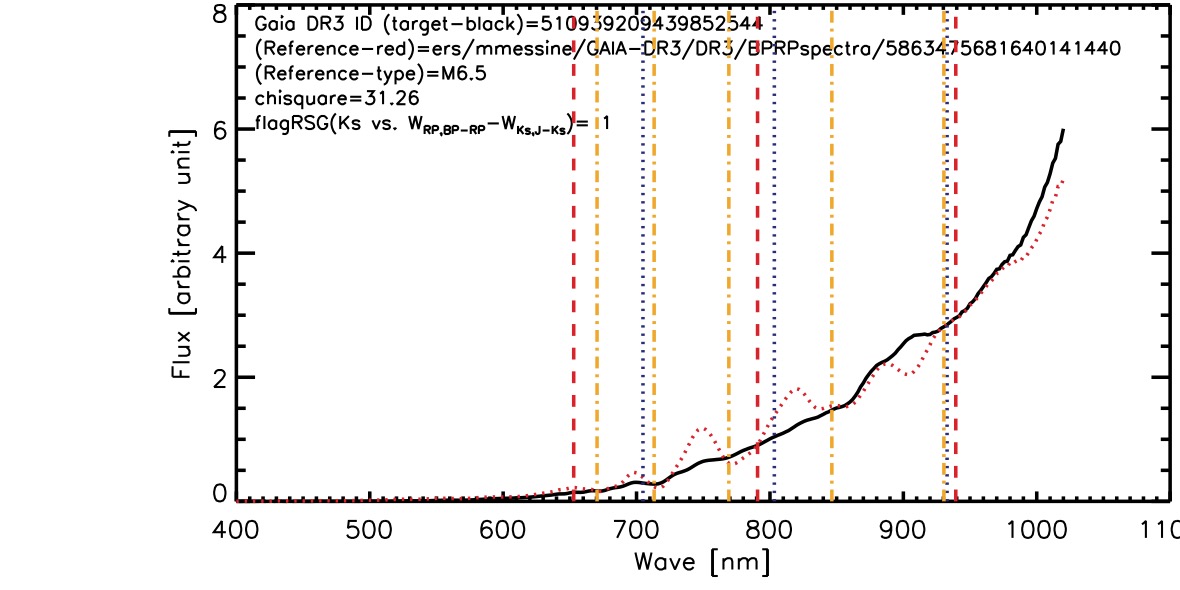 8
Gaia DR3 ID (target-black)=510939209439852544
(Reference-red)=ers/mmessine/GAIA-DR3/DR3/BPRPspectra/5863475681640141440
(Reference-type)=M6.5
chisquare=31.26
flagRSG(Ks vs. W_RP,BP-RP-W_Ks,J-Ks)= 1
6
4
2
0
Flux [arbitrary unit]
400 500 600 700 800 900 1000 110
Wave [nm]